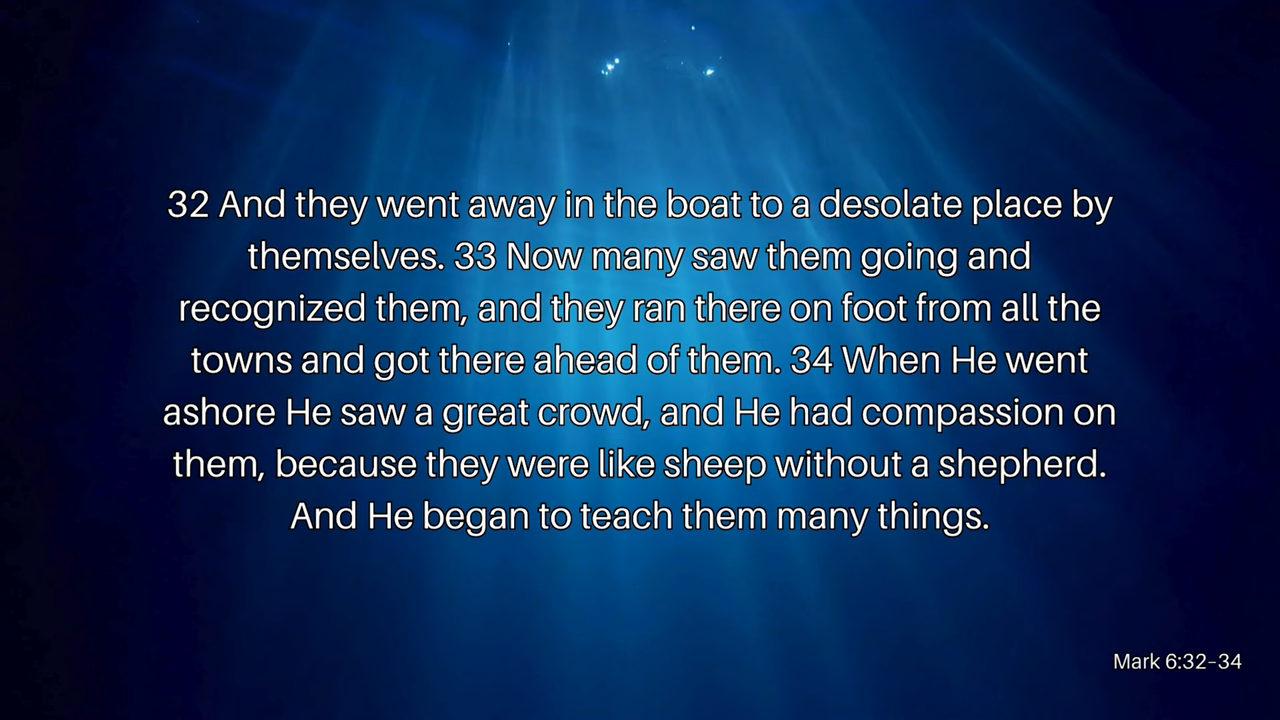 32 And they went away in the boat to a desolate place by
themselves. 33 Now many saw them going and
recognized them, and they ran there on foot from all the
towns and got there ahead of them. 34 When He went
ashore He saw a great crowd, and He had compassion on
them, because they were like sheep without a shepherd.
And He began to teach them many things.
Mark 6:32–34